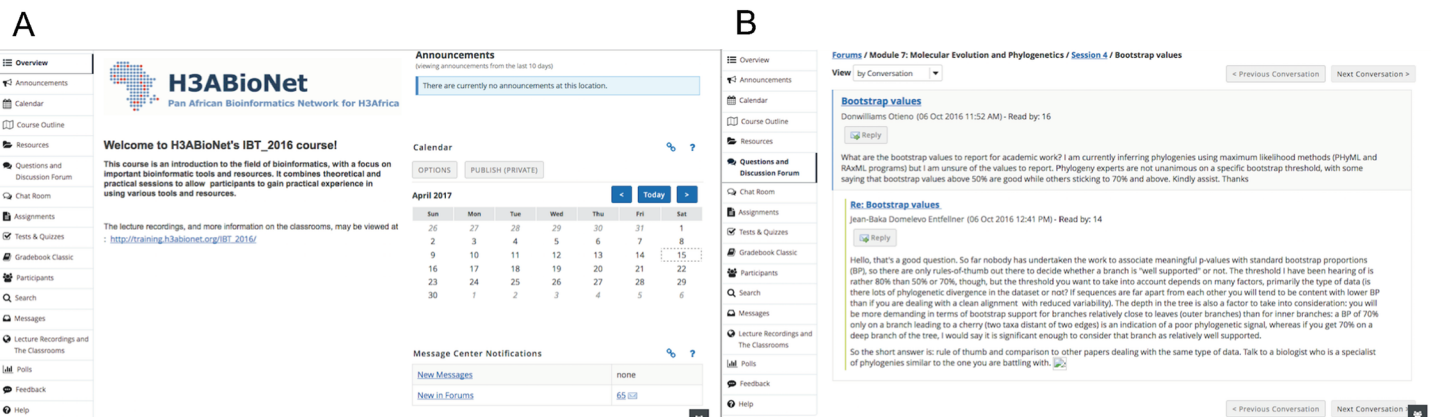 A
Overview
Announcements
Calendar
Course Outline
Resources
Questions and
Discussion Forum
Chat Room
Assignments
Tests & Quizzes
Gradebook Classic
Participants
Search
Messages
Lecture Recordings and
The Classrooms
Polls
Feedback
Help
H3ABioNet
Pan African Bioinformatics Network for H3Africa
Welcome to H3ABioNet's IBT_2016 course!
This course is an introduction to the field of bioinformatics, with a focus on
important bioinformatic tools and resources. It combines theoretical and
practical sessions to allow participants to gain practical experience in
using various tools and resources.
The lecture recordings, and more information on the classrooms, may be viewed at
: http://training.h3abionet.org/IBT_2016/
Announcements
(viewing announcements from the last 10 days)
There are currently no announcements at this location.
Calendar
?
OPTIONS PUBLISH (PRIVATE)
April 2017 < Today >
Sun Mon Tue Wed Thu Fri Sat
26 27 28 29 30 31 1
2 3 4 5 6 7 8
9 10 11 12 13 14 15
16 17 18 19 20 21 22
23 24 25 26 27 28 29
30 1 2 3 4 5 6
Message Center Notifications
?
New Messages none
New in Forums 65
B
Overview
Announcements
Calendar
Course Outline
Resources
Questions and
Discussion Forum
Chat Room
Assignments
Tests & Quizzes
Gradebook Classic
Participants
Search
Messages
Lecture Recordings and
The Classrooms
Polls
Feedback
Help
Forums / Module 7: Molecular Evolution and Phylogenetics / Session 4 / Bootstrap values
View by Conversation
< Previous Conversation Next Conversation >
Bootstrap values
Donwilliams Otieno (06 Oct 2016 11:52 AM) - Read by: 16
Reply
What are the bootstrap values to report for academic work? I am currently inferring phylogenies using maximum likelihood methods (PHyML and
RAxML programs) but I am unsure of the values to report. Phylogeny experts are not unanimous on a specific bootstrap threshold, with some
saying that bootstrap values above 50% are good while others sticking to 70% and above. Kindly assist. Thanks
Re: Bootstrap values
Jean-Baka Domelevo Entfellner (06 Oct 2016 12:41 PM) - Read by: 14
Reply
Hello, that's a good question. So far nobody has undertaken the work to associate meaningful p-values with standard bootstrap proportions
(BP), so there are only rules-of-thumb out there to decide whether a branch is "well supported" or not. The threshold I have been hearing of is
rather 80% than 50% or 70%, though, but the threshold you want to take into account depends on many factors, primarily the type of data (is
there lots of phylogenetic divergence in the dataset or not? If sequences are far apart from each other you will tend to be content with lower BP
than if you are dealing with a clean alignment with reduced variability). The depth in the tree is also a factor to take into consideration: you will
be more demanding in terms of bootstrap support for branches relatively close to leaves (outer branches) than for inner branches: a BP of 70%
only on a branch leading to a cherry (two taxa distant of two edges) is an indication of a poor phylogenetic signal, whereas if you get 70% on a
deep branch of the tree, I would say it is significant enough to consider that branch as relatively well supported.
So the short answer is: rule of thumb and comparison to other papers dealing with the same type of data. Talk to a biologist who is a specialist
of phylogenies similar to the one you are battling with.
< Previous Conversation Next Conversation